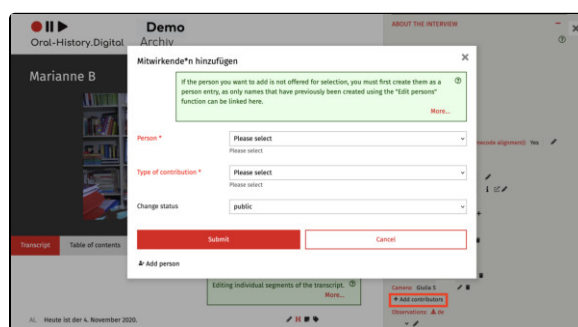 Oral-History.Digital
Demo
Archiv
ABOUT THE INTERVIEW
Marianne B
Mitwirkende*n hinzufügen
If the person you want to add is not offered for selection, you must first create them as a
person entry, as only names that have previously been created using the "Edit persons"
function can be linked here.
More...
Person *
Please select
Please select
Type of contribution *
Please select
Please select
Change status
public
Submit
Cancel
Add person
alignment): Yes
Transcript
Table of contents
Editing individual segments of the transcript.
More...
AL
Heute ist der 4. November 2020.
Camera: Giulia S
+ Add contributors
Observations: de